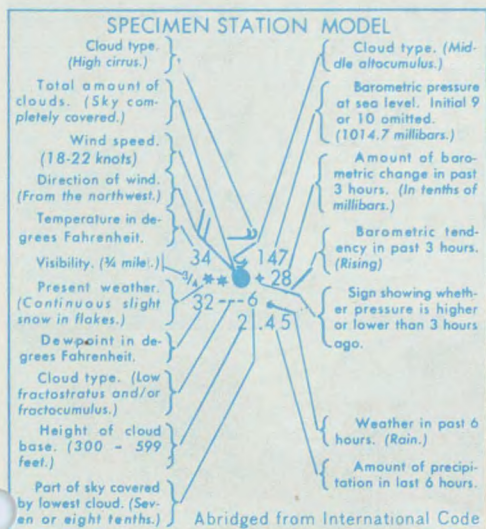 SPECIMEN STATION MODEL
Cloud type.
(High cirrus.)
Total amount of
clouds. (Sky com-
pletely covered.)
Wind speed.
(18-22 knots)
Direction of wind.
(From the northwest.)
Temperature in de-
grees Fahrenheit.
Visibility. (¾ mile.)
Present weather.
(Continuous slight
snow in flakes.)
Dewpoint in de-
grees Fahrenheit.
Cloud type. (Low
fractostratus and/or
fractocumulus.)
Height of cloud
base. (300 - 599
feet.)
Part of sky covered
by lowest cloud. (Sev-
en or eight tenths.)
34 147
¾ ** +28
32 --- 6
2 .45
Cloud type. (Mid-
dle altocumulus.)
Barometric pressure
at sea level. Initial 9
or 10 omitted.
(1014.7 millibars.)
Amount of baro-
metric change in past
3 hours. (In tenths of
millibars.)
Barometric tend-
ency in past 3 hours.
(Rising)
Sign showing wheth-
er pressure is higher
or lower than 3 hours
ago.
Weather in past 6
hours. (Rain.)
Amount of precipi-
tation in last 6 hours.
Abridged from International Code